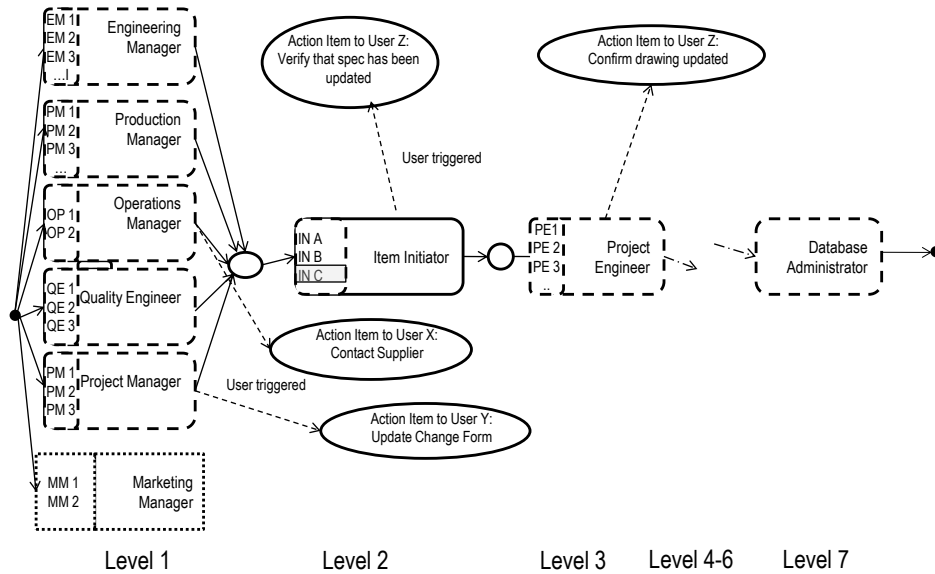 EM 1
EM 2
EM 3
...I
Engineering
Manager
PM 1
PM 2
PM 3
...
Production
Manager
OP 1
OP 2
Operations
Manager
QE 1
QE 2
QE 3
Quality Engineer
PM 1
PM 2
PM 3
Project Manager
MM 1
MM 2
Marketing
Manager
Action Item to User Z:
Verify that spec has been
updated
User triggered
IN A
IN B
IN C
Item Initiator
Action Item to User X:
Contact Supplier
User triggered
Action Item to User Y:
Update Change Form
Action Item to User Z:
Confirm drawing updated
PE1
PE 2
PE 3
..
Project
Engineer
Database
Administrator
Level 1
Level 2
Level 3
Level 4-6
Level 7